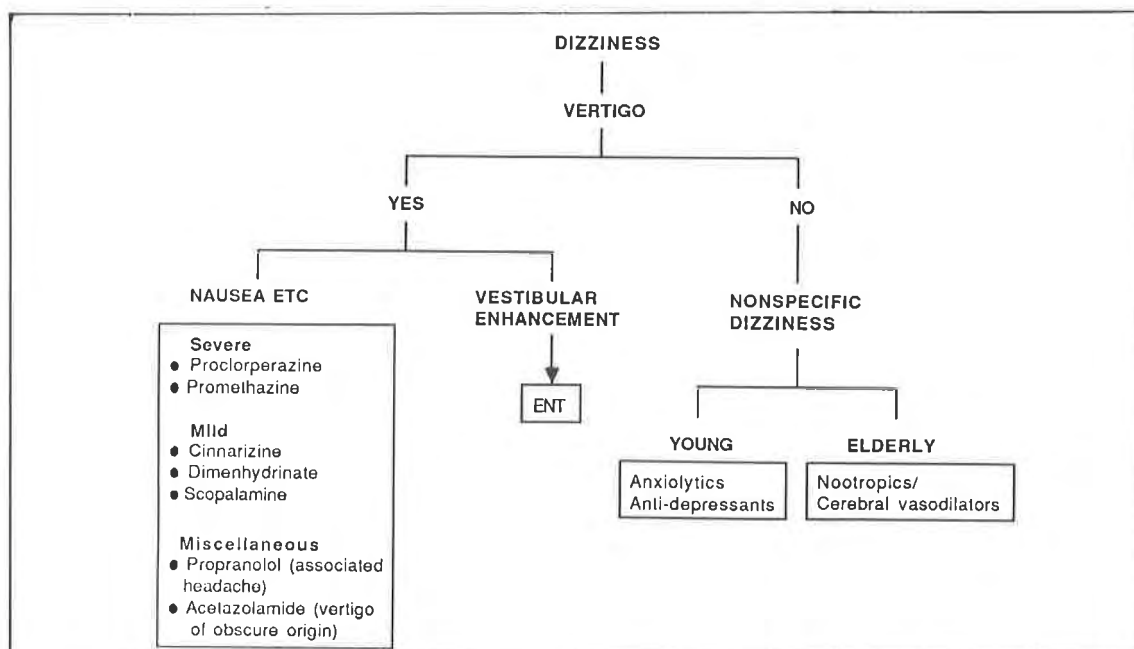 DIZZINESS
VERTIGO
YES
NO
NAUSEA ETC
VESTIBULAR
ENHANCEMENT
NONSPECIFIC
DIZZINESS
Severe
● Proclorperazine
● Promethazine
Mild
● Cinnarizine
● Dimenhydrinate
● Scopalamine
Miscellaneous
● Propranolol (associated
headache)
● Acetazolamide (vertigo
of obscure origin)
ENT
YOUNG
Anxiolytics
Anti-depressants
ELDERLY
Nootropics/
Cerebral vasodilators